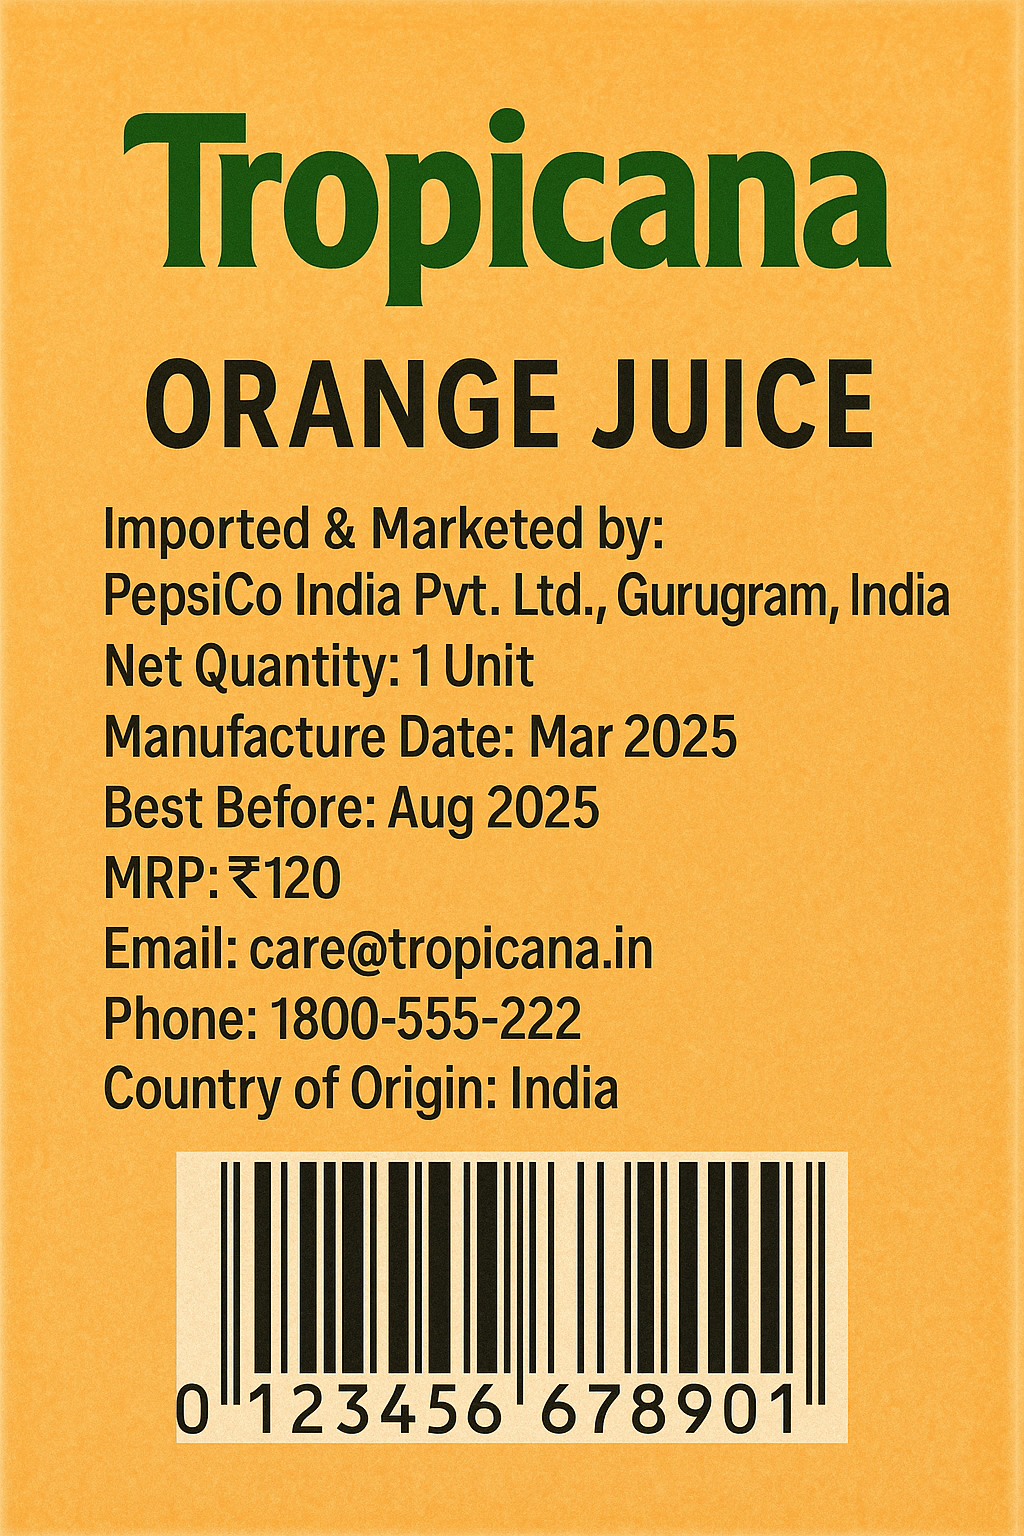 Tropicana
ORANGE JUICE
Imported & Marketed by:
PepsiCo India Pvt. Ltd., Gurugram, India
Net Quantity: 1 Unit
Manufacture Date: Mar 2025
Best Before: Aug 2025
MRP: ₹120
Email: care@tropicana.in
Phone: 1800-555-222
Country of Origin: India
0 123456 678901